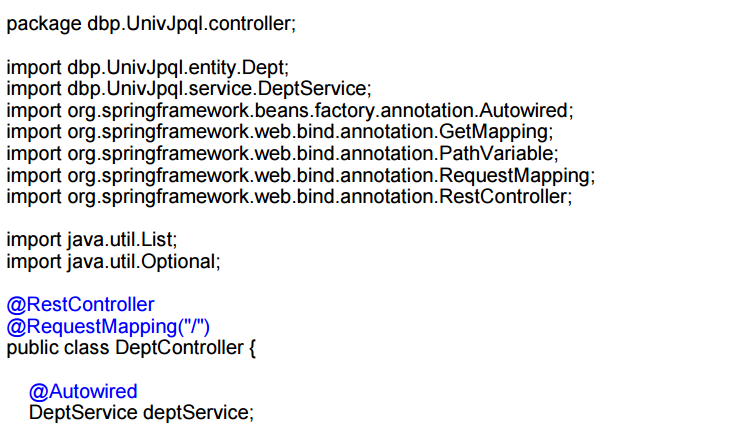 package dbp.UnivJpql.controller;
import dbp.UnivJpql.entity.Dept;
import dbp.UnivJpql.service.DeptService;
import org.springframework.beans.factory.annotation.Autowired;
import org.springframework.web.bind.annotation.GetMapping;
import org.springframework.web.bind.annotation.PathVariable;
import org.springframework.web.bind.annotation.RequestMapping;
import org.springframework.web.bind.annotation.RestController;
import java.util.List;
import java.util.Optional;
@RestController
@RequestMapping("/")
public class DeptController {
@Autowired
DeptService deptService;